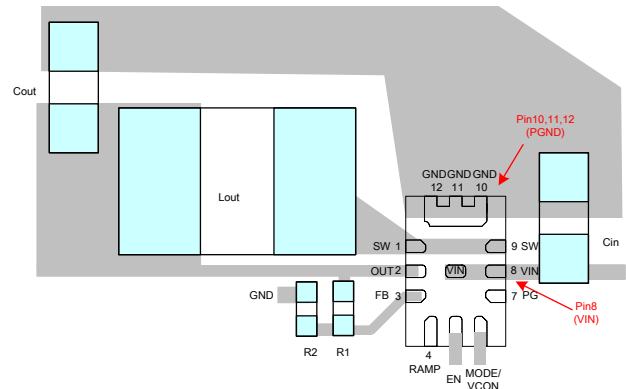 Cout
Pin10,11,12
(PGND)
GND GND GND
12 11 10
Lout
SW 1
9 SW
Cin
OUT 2
VIN
8 VIN
GND
FB 3
7 PG
Pin8
(VIN)
R2 R1
4
RAMP
EN
MODE/
VCON